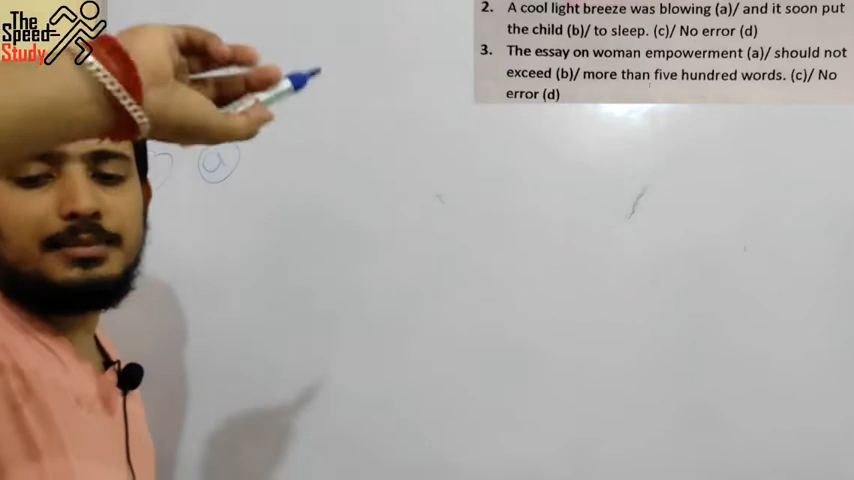 The
Speed
Study
2. A cool light breeze was blowing (a)/ and it soon put
the child (b)/ to sleep. (c)/ No error (d)
3. The essay on woman empowerment (a)/ should not
exceed (b)/ more than five hundred words. (c)/ No
error (d)